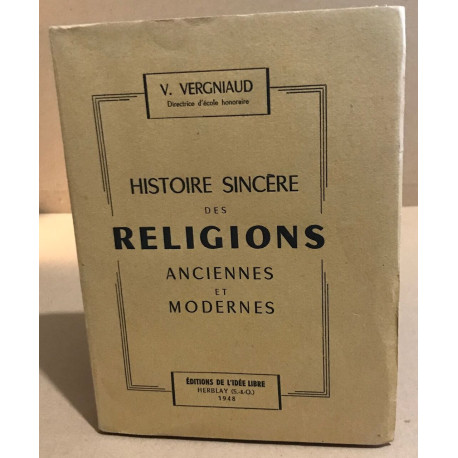 V. VERGNIAUD
Directrice d'école honoraire
HISTOIRE SINCÈRE
DES
RELIGIONS
ANCIENNES
ET
MODERNES
ÉDITIONS DE L'IDÉE LIBRE
HERBLAY (S.-&-O.)
1948